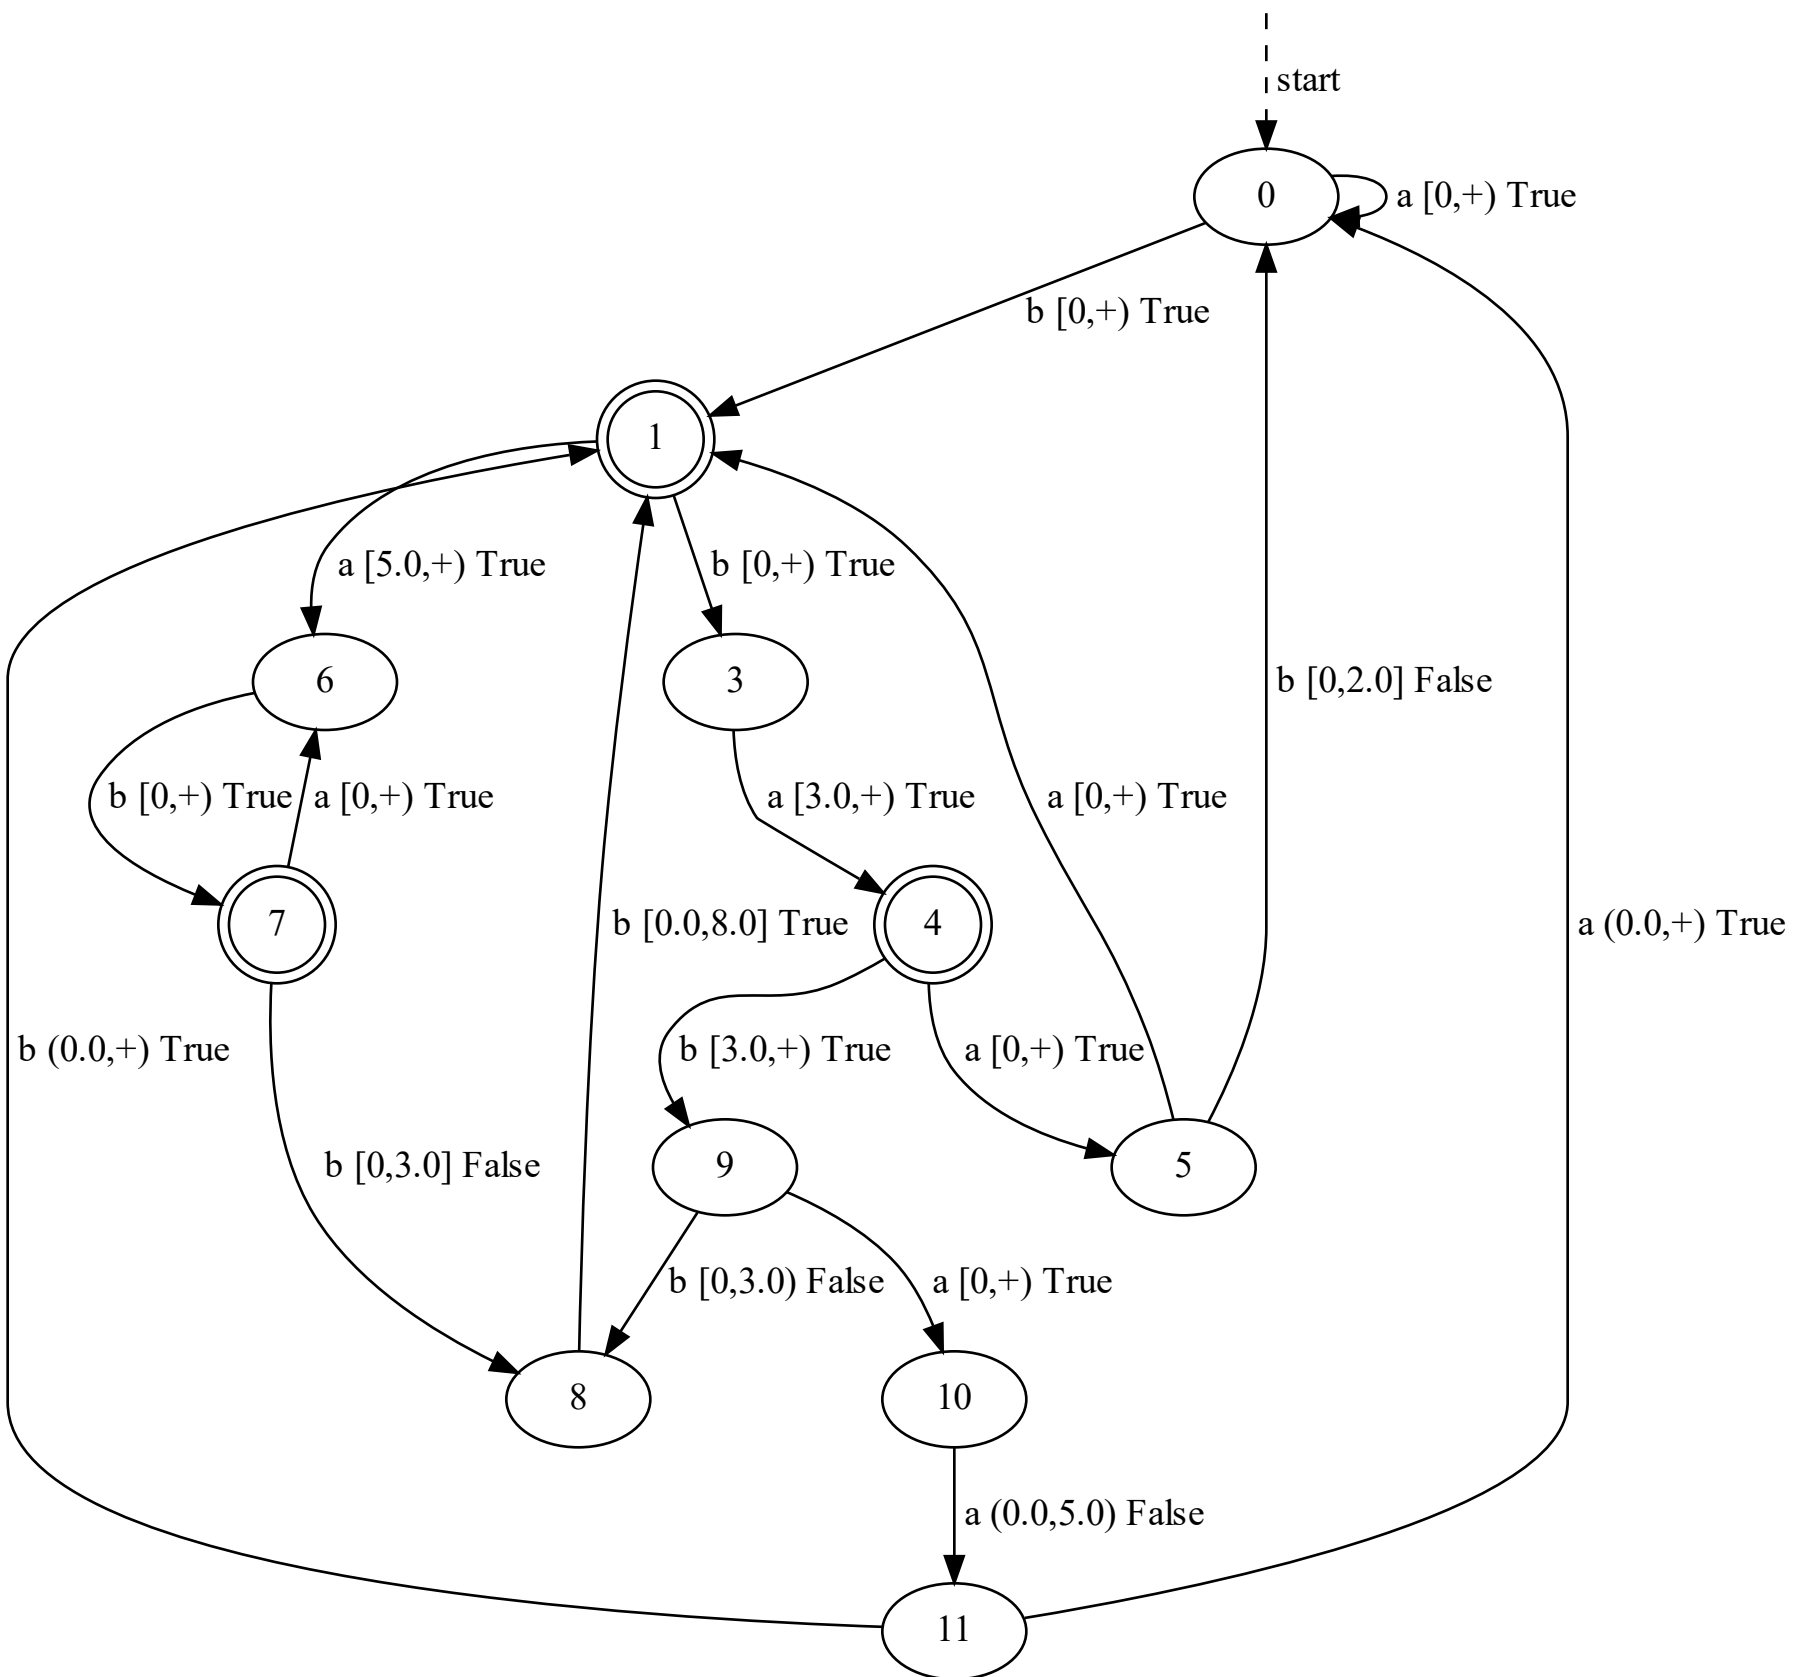 start
0
a [0,+) True
b [0,+) True
1
a [5.0,+) True
b [0,+) True
6
3
b [0,2.0] False
b [0,+) True
a [0,+) True
a [3.0,+) True
a [0,+) True
7
b [0.0,8.0] True
4
a (0.0,+) True
b (0.0,+) True
b [3.0,+) True
a [0,+) True
b [0,3.0] False
9
5
b [0,3.0) False
a [0,+) True
8
10
a (0.0,5.0) False
11